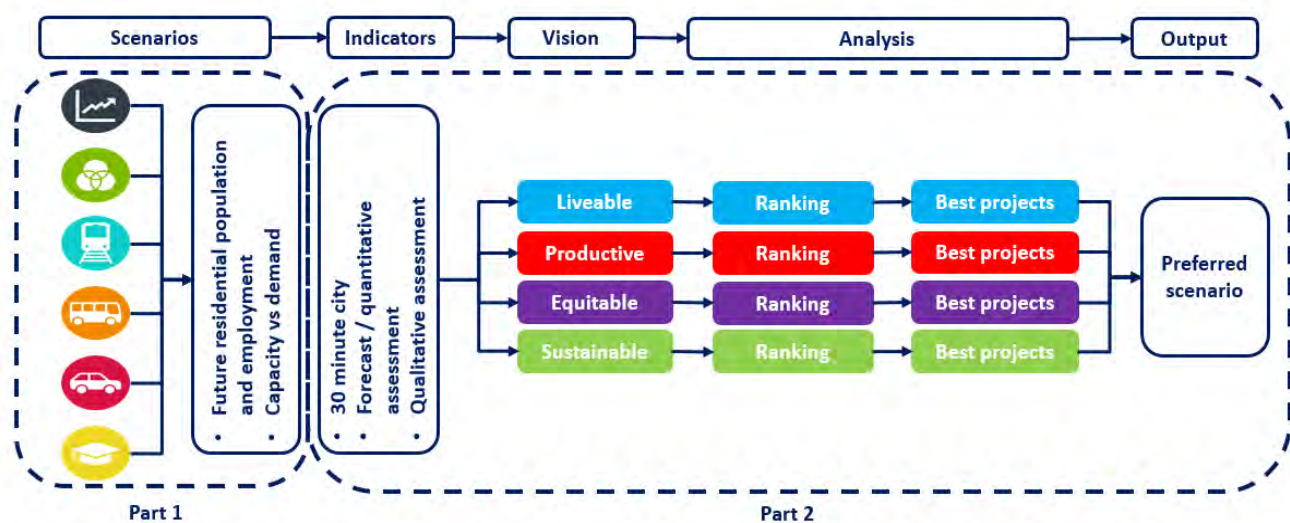 Scenarios
Indicators
Vision
Analysis
Output
• Future residential population
and employment
• Capacity vs demand
• 30 minute city
• Forecast / quantitative
assessment
• Qualitative assessment
Liveable
Ranking
Best projects
Productive
Ranking
Best projects
Equitable
Ranking
Best projects
Sustainable
Ranking
Best projects
Preferred
scenario
Part 1
Part 2